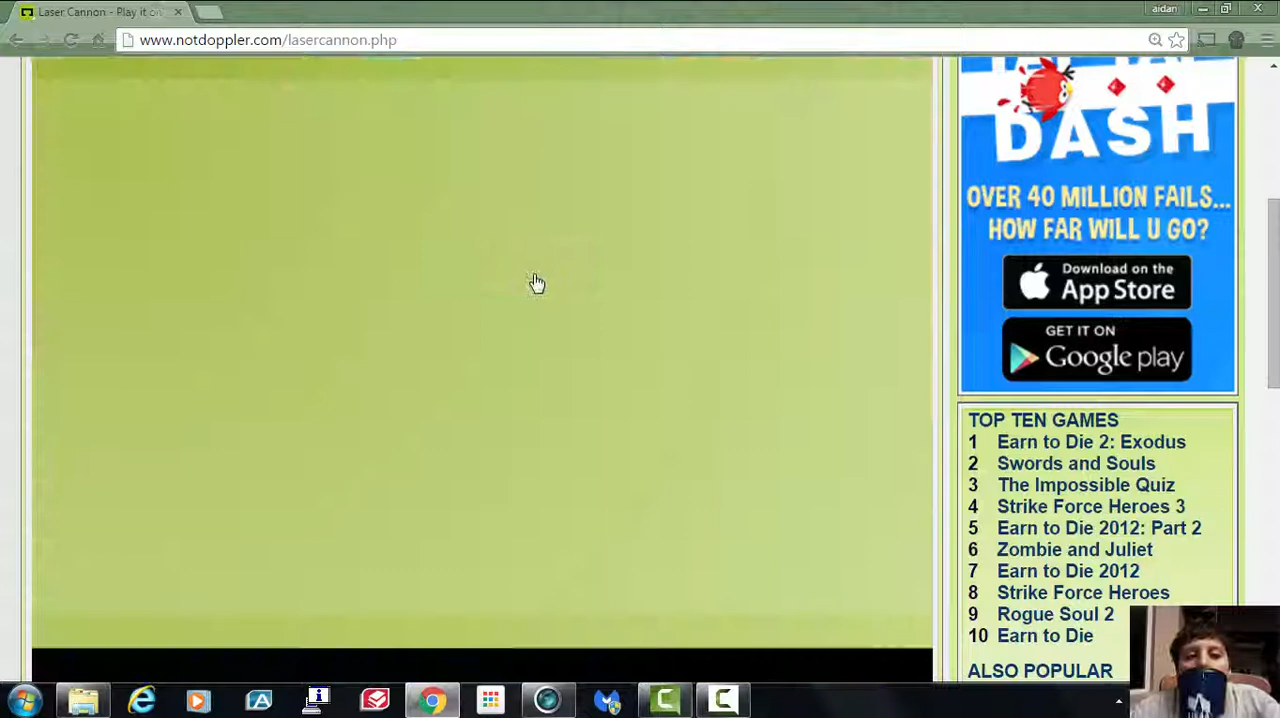 Laser Cannon - Play it on
aidan
www.notdoppler.com/lasercannon.php
DASH
OVER 40 MILLION FAILS...
HOW FAR WILL U GO?
Download on the
App Store
GET IT ON
Google play
TOP TEN GAMES
1 Earn to Die 2: Exodus
2 Swords and Souls
3 The Impossible Quiz
4 Strike Force Heroes 3
5 Earn to Die 2012: Part 2
6 Zombie and Juliet
7 Earn to Die 2012
8 Strike Force Heroes
9 Rogue Soul 2
10 Earn to Die
ALSO POPULAR